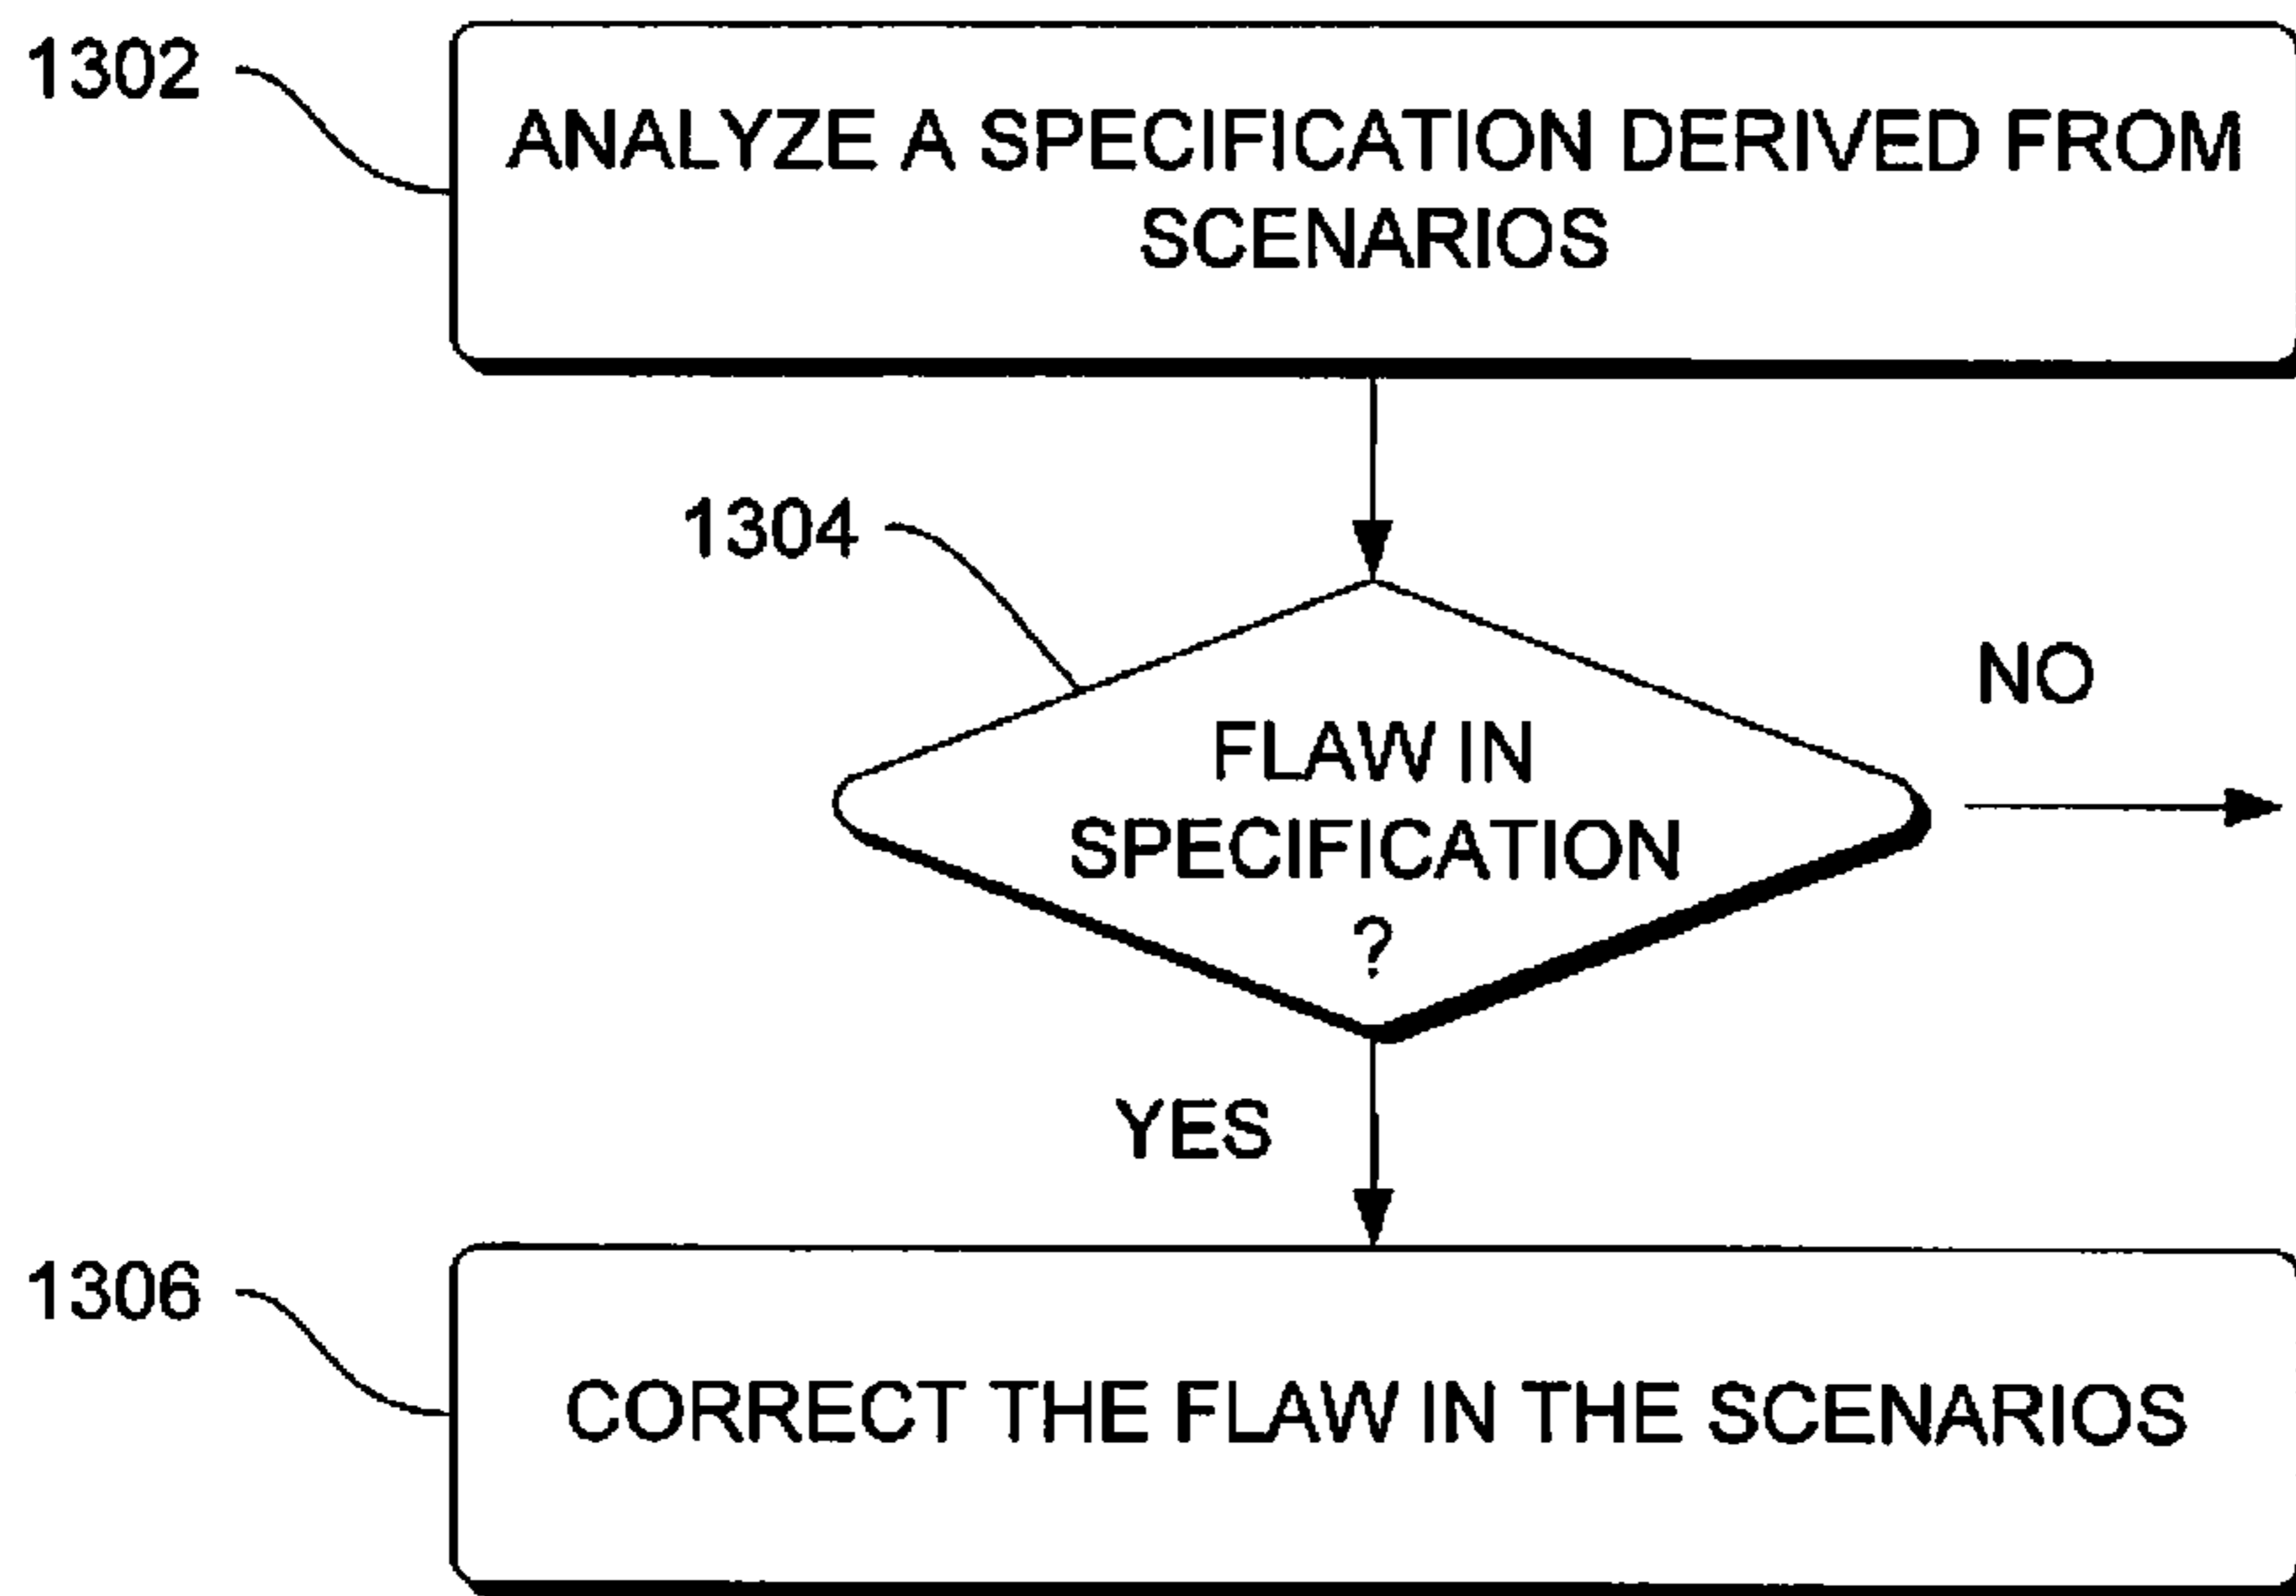 1302
ANALYZE A SPECIFICATION DERIVED FROM
SCENARIOS
1304
NO
FLAW IN
SPECIFICATION
?
YES
1306
CORRECT THE FLAW IN THE SCENARIOS